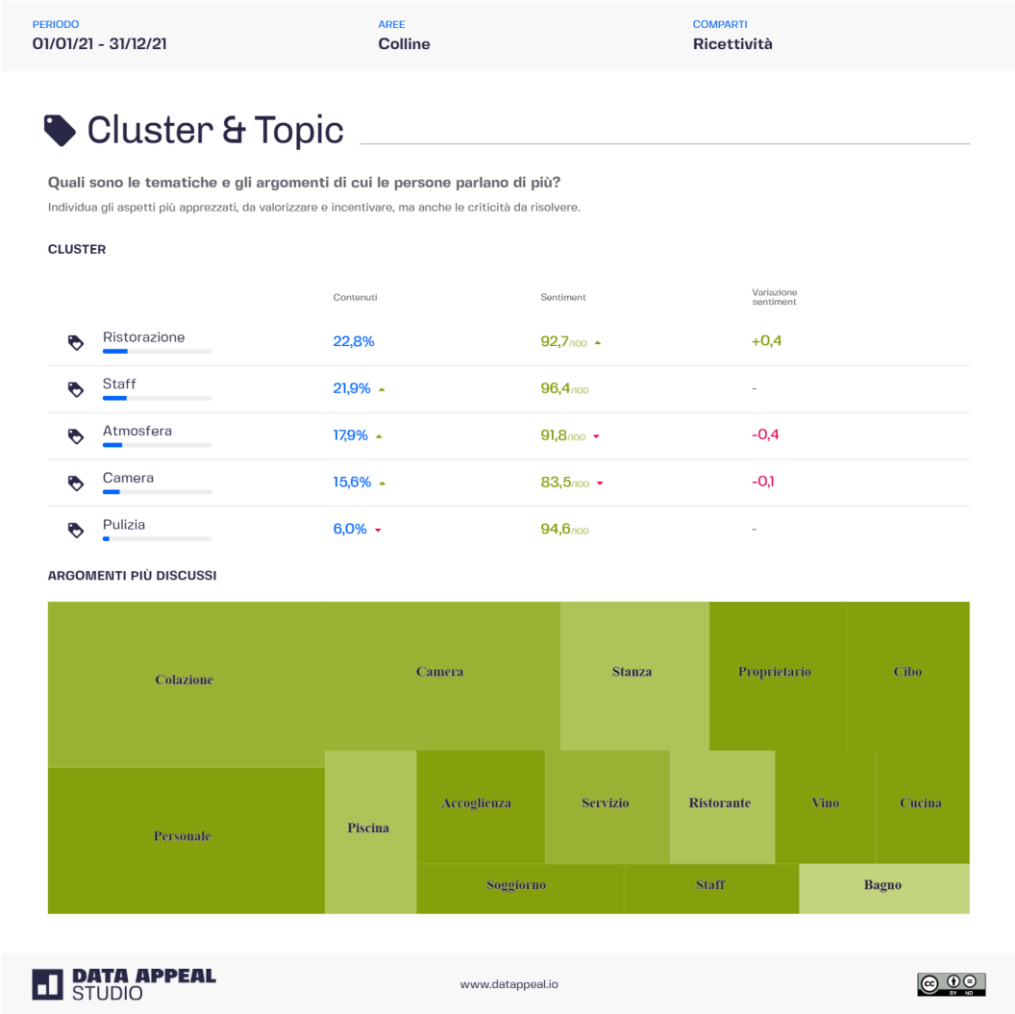 PERIODO
01/01/21 - 31/12/21
AREE
Colline
COMPARTI
Ricettività
Cluster & Topic
Quali sono le tematiche e gli argomenti di cui le persone parlano di più?
Individua gli aspetti più apprezzati, da valorizzare e incentivare, ma anche le criticità da risolvere.
CLUSTER
Contenuti Sentiment Variazione
sentiment
Ristorazione 22,8% 92,7/100 +0,4
Staff 21,9% 96,4/100 -
Atmosfera 17,9% 91,8/100 -0,4
Camera 15,6% 83,5/100 -0,1
Pulizia 6,0% 94,6/100 -
ARGOMENTI PIÙ DISCUSSI
Colazione
Camera
Stanza
Proprietario
Cibo
Personale
Piscina
Accoglienza
Servizio
Ristorante
Vino
Cucina
Soggiorno
Staff
Bagno
DATA APPEAL
STUDIO
www.datappeal.io
cc
BY ND